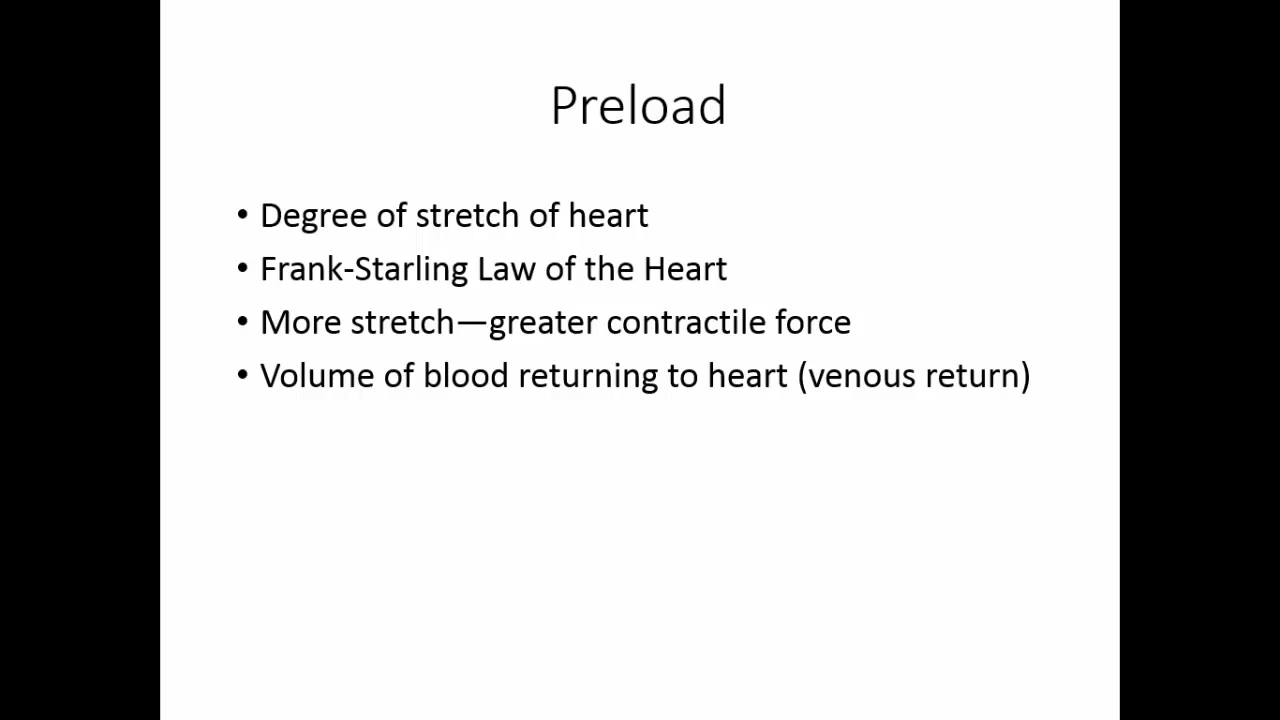 Preload
• Degree of stretch of heart
• Frank-Starling Law of the Heart
• More stretch—greater contractile force
• Volume of blood returning to heart (venous return)